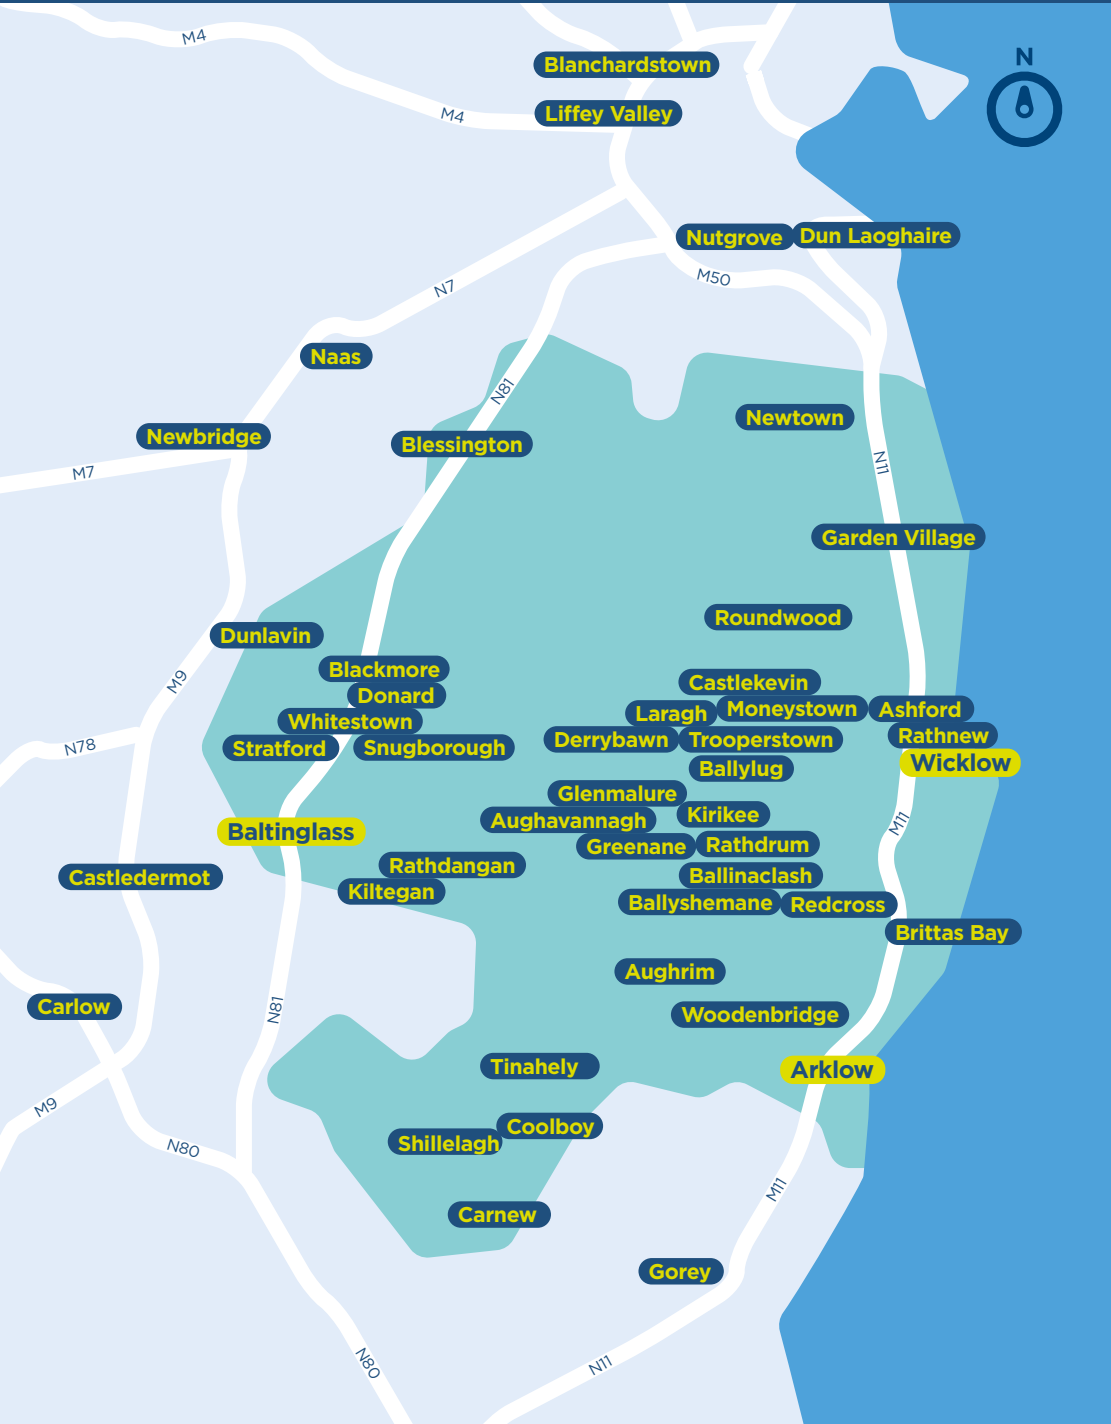 M4
N
Blanchardstown
M4
Liffey Valley
Nutgrove
Dun Laoghaire
M50
N7
Naas
N81
Newtown
Newbridge
Blessington
N11
M7
Garden Village
Roundwood
Dunlavin
Blackmore
M9
Castlekevin
Donard
Laragh
Moneystown
Ashford
Whitestown
Rathnew
N78
Stratford
Snugborough
Derrybawn
Trooperstown
Wicklow
Ballylug
Glenmalure
Kirikee
Aughavannagh
M11
Baltinglass
Greenane
Rathdrum
Rathdangan
Castledermot
Ballinaclash
Kiltegan
Ballyshemane
Redcross
Brittas Bay
Aughrim
Carlow
N81
Woodenbridge
Tinahely
Arklow
M9
Coolboy
N80
Shillelagh
M11
Carnew
Gorey
N80
N11